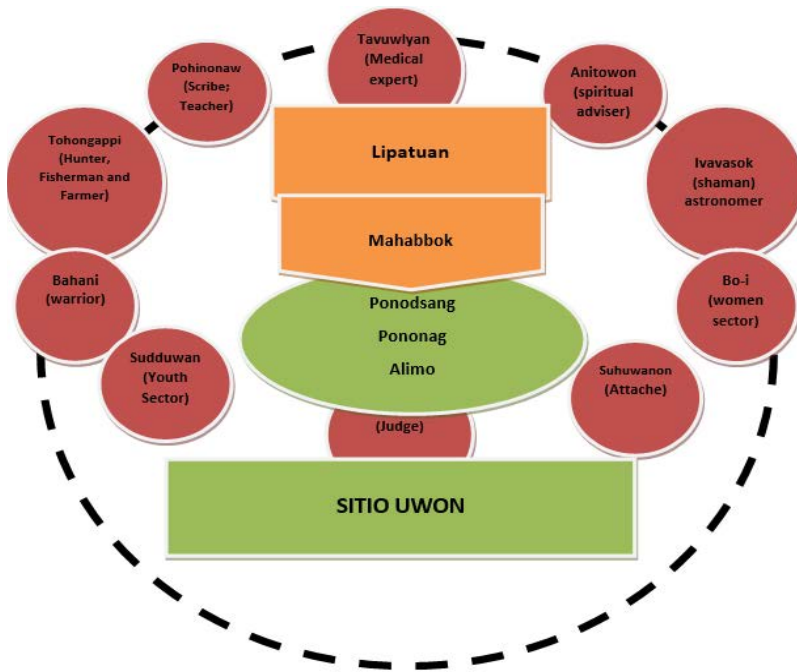 Tavuwlyan
(Medical
expert)
Pohinonaw
(Scribe;
Teacher)
Anitowon
(spiritual
adviser)
Tohongappi
(Hunter,
Fisherman and
Farmer)
Lipatuan
Ivavasok
(shaman)
astronomer
Mahabbok
Bahani
(warrior)
Ponodsang
Pononag
Alimo
Bo-i
(women
sector)
Sudduwan
(Youth
Sector)
Suhuwanon
(Attache)
(Judge)
SITIO UWON